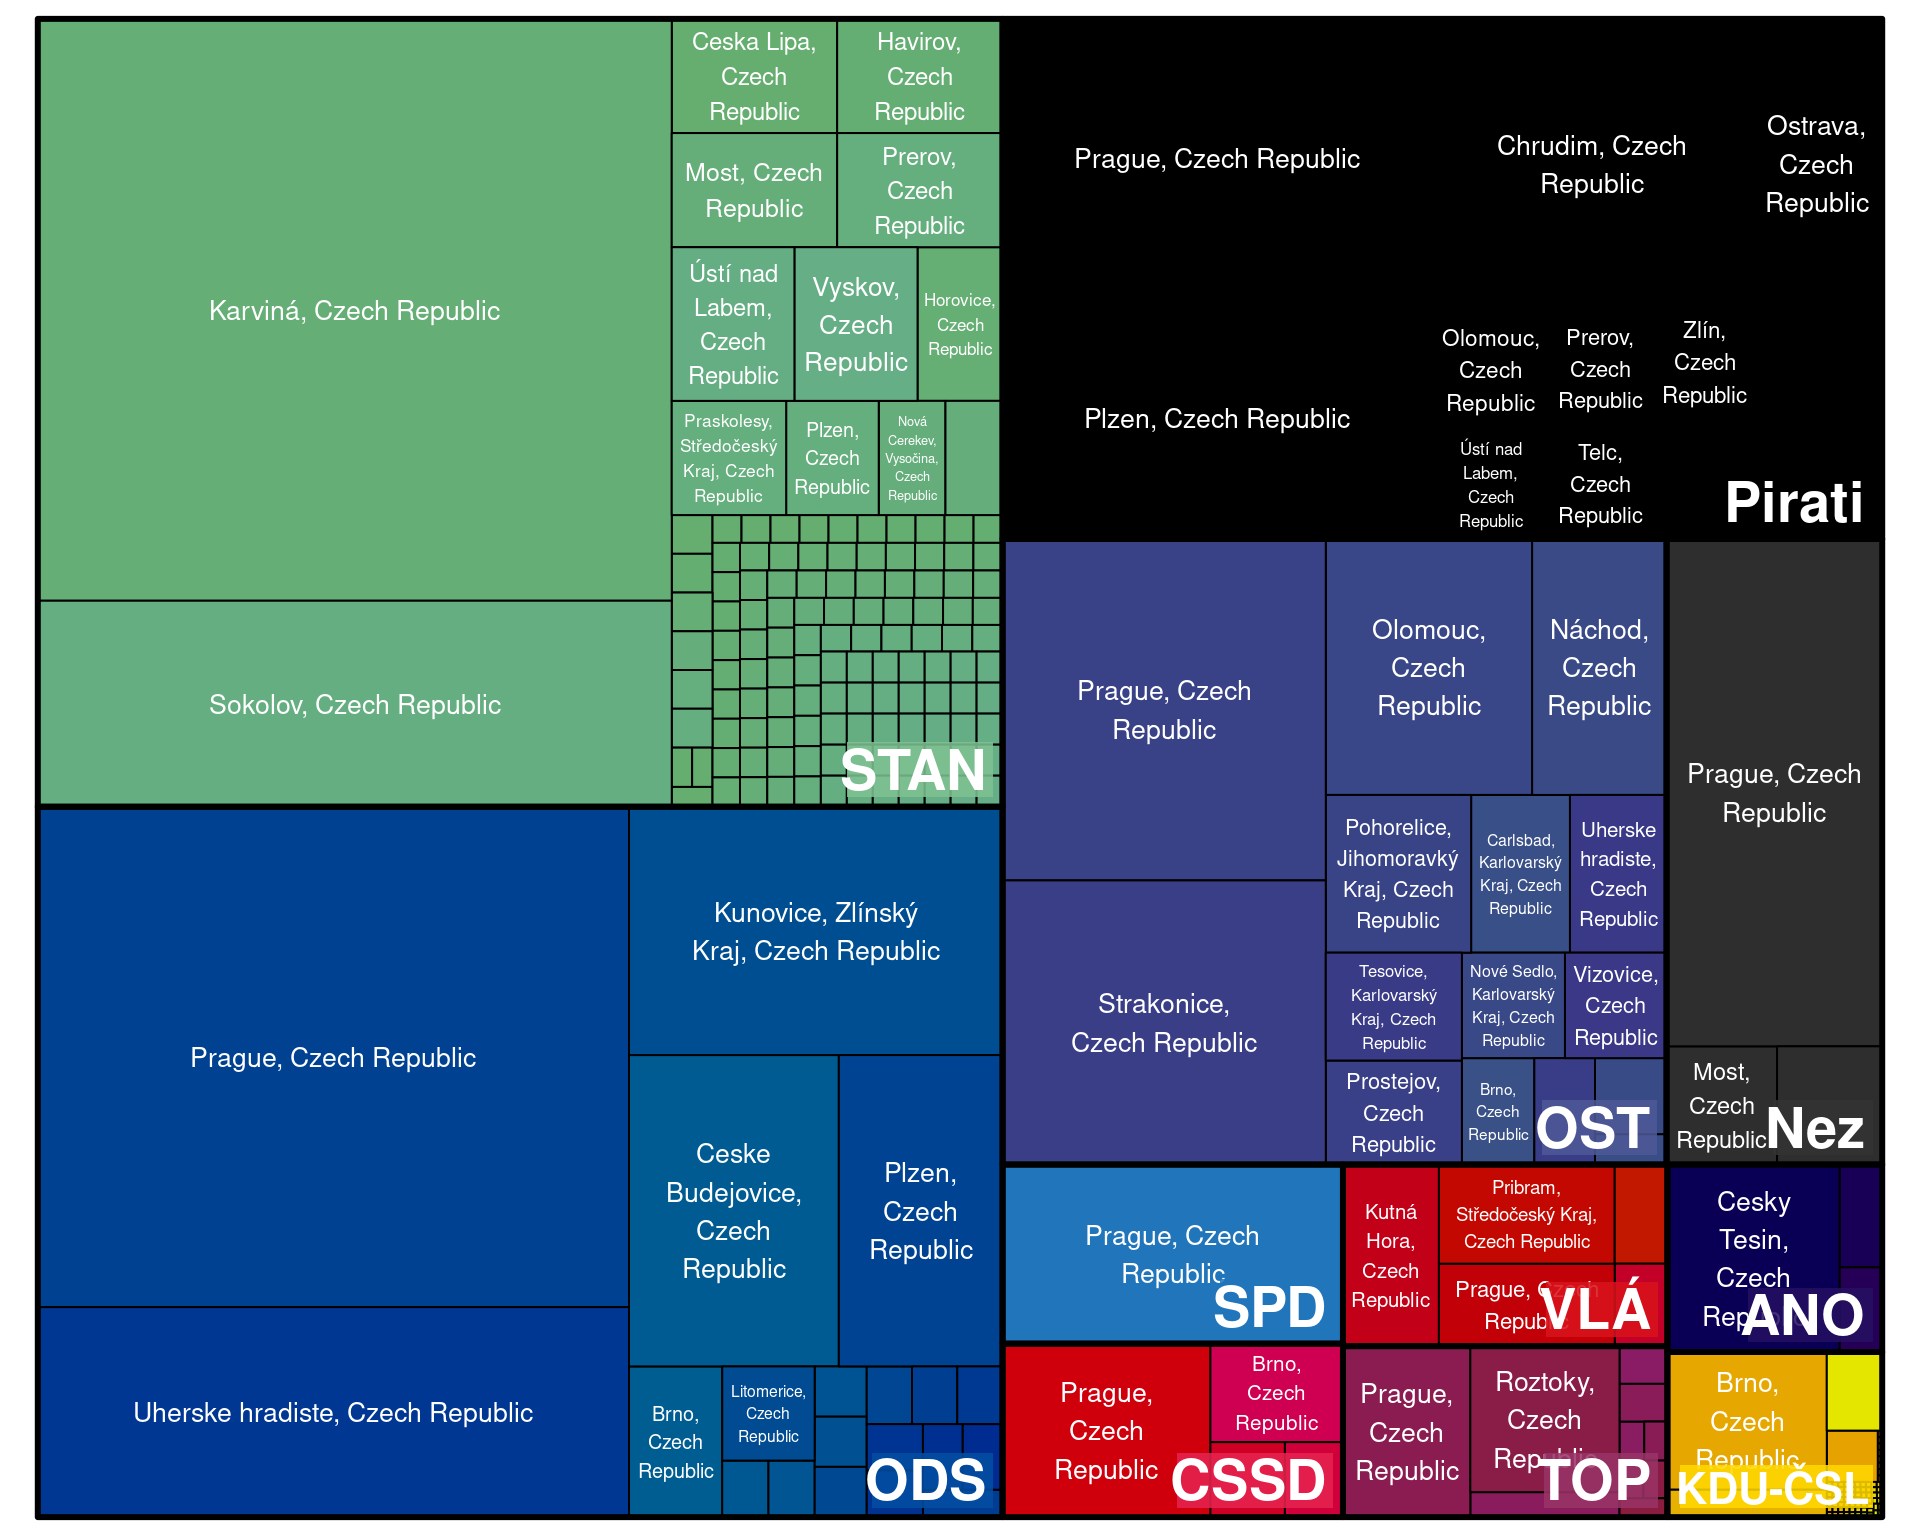 Karviná, Czech Republic
Sokolov, Czech Republic
Ceska Lipa,
Czech
Republic
Havirov,
Czech
Republic
Most, Czech
Republic
Prerov,
Czech
Republic
Ústí nad
Labem,
Czech
Republic
Vyskov,
Czech
Republic
Horovice,
Czech
Republic
Praskolesy,
Středočeský
Kraj, Czech
Republic
Plzen,
Czech
Republic
Nová
Cerekev,
Vysočina,
Czech
Republic
STAN
Prague, Czech Republic
Chrudim, Czech
Republic
Ostrava,
Czech
Republic
Plzen, Czech Republic
Olomouc,
Czech
Republic
Prerov,
Czech
Republic
Zlín,
Czech
Republic
Ústí nad
Labem,
Czech
Republic
Telc,
Czech
Republic
Pirati
Prague, Czech Republic
Uherske hradiste, Czech Republic
Kunovice, Zlínský
Kraj, Czech Republic
Ceske
Budejovice,
Czech
Republic
Plzen,
Czech
Republic
Brno,
Czech
Republic
Litomerice,
Czech
Republic
ODS
Prague, Czech
Republic
Strakonice,
Czech Republic
Olomouc,
Czech
Republic
Náchod,
Czech
Republic
Pohorelice,
Jihomoravký
Kraj, Czech
Republic
Carlsbad,
Karlovarský
Kraj, Czech
Republic
Uherske
hradiste,
Czech
Republic
Tesovice,
Karlovarský
Kraj, Czech
Republic
Nové Sedlo,
Karlovarský
Kraj, Czech
Republic
Vizovice,
Czech
Republic
Prostejov,
Czech
Republic
Brno,
Czech
Republic
OST
Prague, Czech
Republic
Most,
Czech
Republic
Nez
Prague, Czech
Republic
SPD
Kutná
Hora,
Czech
Republic
Pribram,
Středočeský Kraj,
Czech Republic
Prague, Czech
Republic
VLÁ
Cesky
Tesin,
Czech
Republic
ANO
Prague,
Czech
Republic
Brno,
Czech
Republic
CSSD
Prague,
Czech
Republic
Roztoky,
Czech
Republic
TOP
Brno,
Czech
Republic
KDU-ČSL